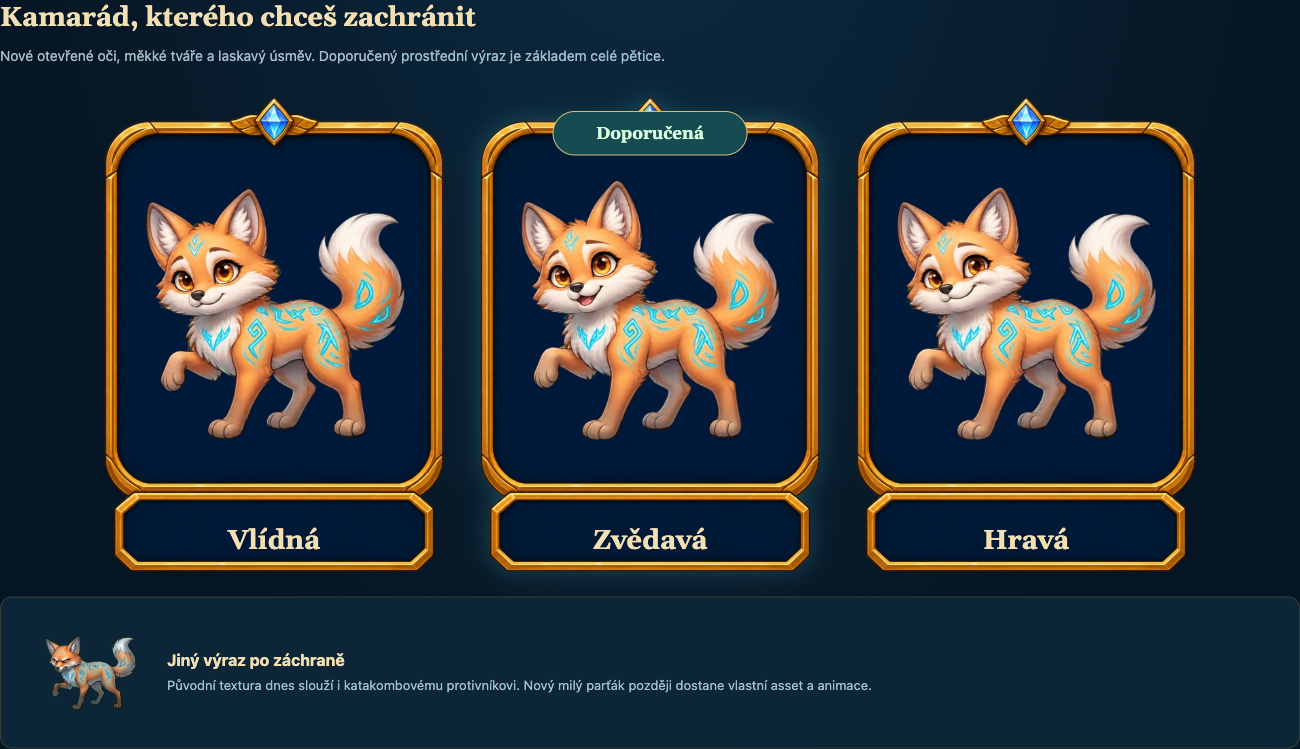 Kamarád, kterého chceš zachránit
Nové otevřené oči, měkké tváře a laskavý úsměv. Doporučený prostřední výraz je základem celé pětice.
Doporučená
Vlídná
Zvědavá
Hravá
Jiný výraz po záchraně
Původní textura dnes slouží i katakombovému protivníkovi. Nový milý parťák později dostane vlastní asset a animace.